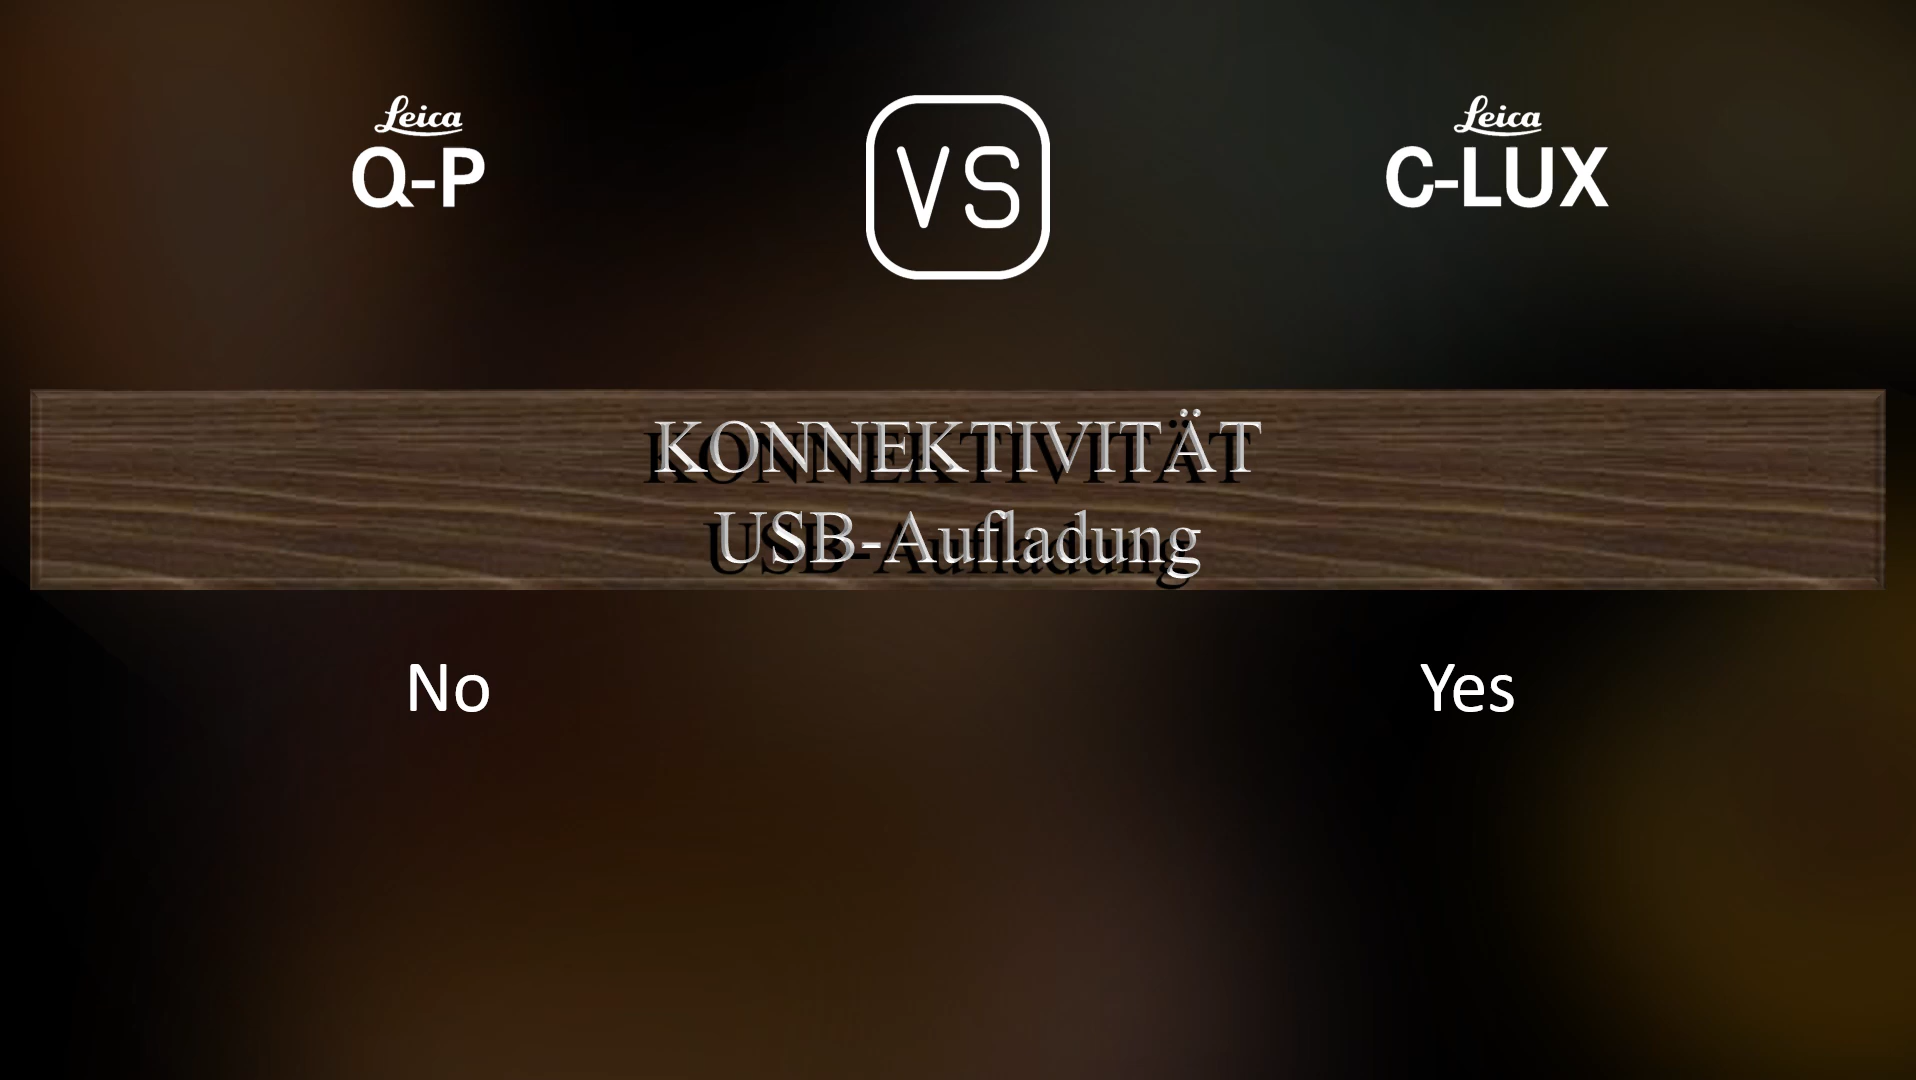 Leica
Q-P
VS
Leica
C-LUX
KONNEKTIVITÄT
USB-Aufladung
No
Yes